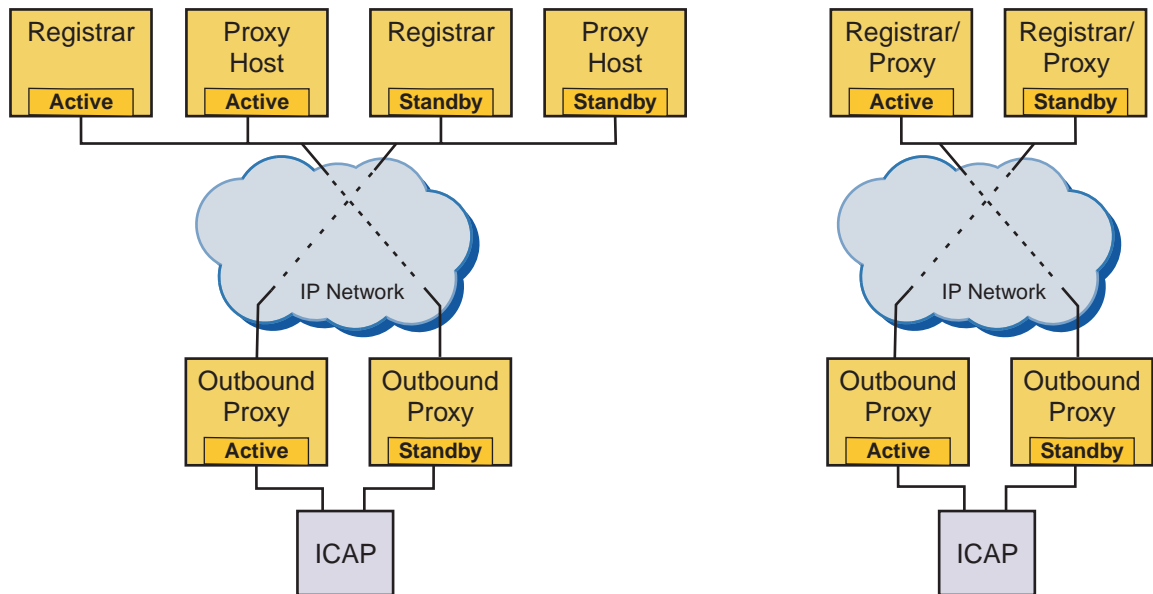 Registrar
Active
Proxy
Host
Active
Registrar
Standby
Proxy
Host
Standby
IP Network
Outbound
Proxy
Active
Outbound
Proxy
Standby
ICAP
Registrar/
Proxy
Active
Registrar/
Proxy
Standby
IP Network
Outbound
Proxy
Active
Outbound
Proxy
Standby
ICAP